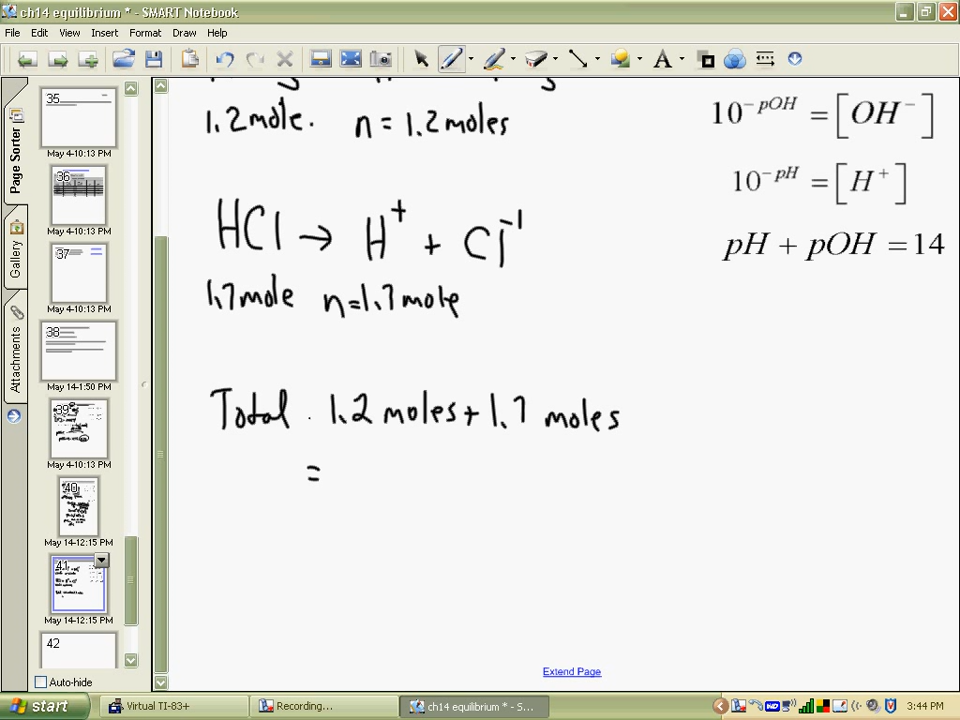 ch14 equilibrium * - SMART Notebook
File Edit View Insert Format Draw Help
Page Sorter
Gallery
Attachments
35
May 4-10:13 PM
36
May 4-10:13 PM
37
May 4-10:13 PM
38
May 14-1:50 PM
39
May 4-10:13 PM
40
May 14-12:15 PM
41
May 14-12:15 PM
42
Auto-hide
1.2 mole. n = 1.2 moles
HCl → H⁺ + Cl⁻¹
1.7 mole n = 1.7 mole
Total 1.2 moles + 1.7 moles
=
10⁻ᵖᴼᴴ = [OH⁻]
10⁻ᵖᴴ = [H⁺]
pH + pOH = 14
Extend Page
start Virtual TI-83+ Recording... ch14 equilibrium * - S... 3:44 PM